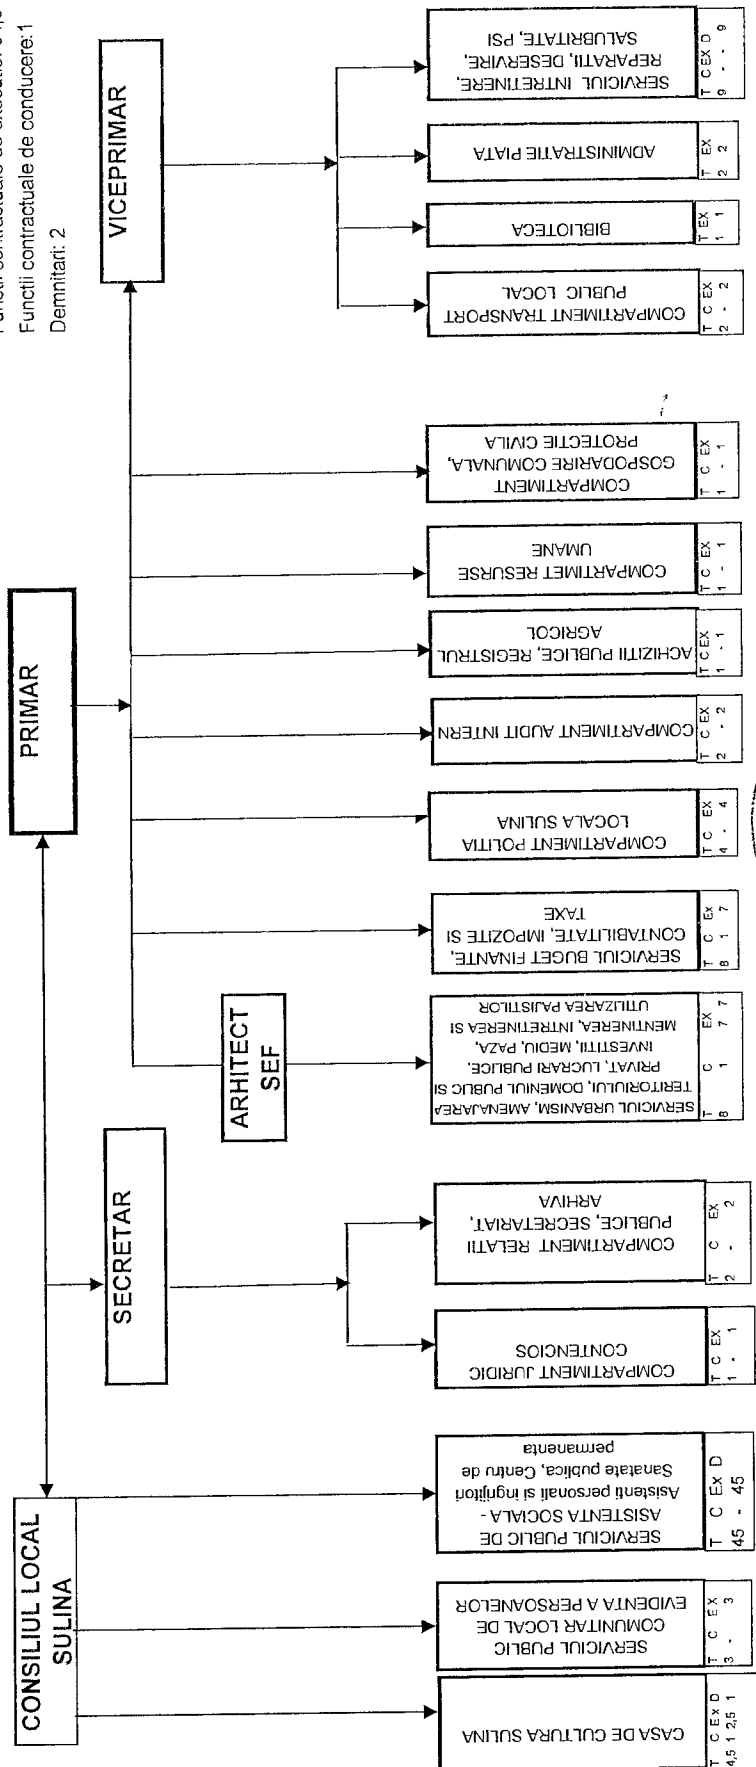 Functii contractuale de conducere: 1
Demnitari: 2
PRIMAR
CONSILIUL LOCAL
SULINA
SECRETAR
VICEPRIMAR
ARHITECT
SEF
CASA DE CULTURA SULINA
T C Ex D
4,5 1 2,5 1
SERVICIUL PUBLIC
COMUNITAR LOCAL DE
EVIDENTA A PERSOANELOR
T C EX
3 - 3
SERVICIUL PUBLIC DE
ASISTENTA SOCIALA -
Asistenti personali si ingrijitori
Sanatate publica, Centru de
permanenta
T C Ex D
45 - 45
COMPARTIMENT JURIDIC
CONTENCIOS
T C EX
1 - 1
COMPARTIMENT RELATII
PUBLICE, SECRETARIAT,
ARHIVA
T C EX
2 - 2
SERVICIUL URBANISM, AMENAJAREA
TERITORIULUI, DOMENIUL PUBLIC SI
PRIVAT, LUCRARI PUBLICE.
INVESTITII, MEDIU, PAZA,
MENTINEREA, INTRETINEREA SI
UTILIZAREA PAJISTILOR
T C EX
8 1 7 7
SERVICIUL BUGET FINANTE,
CONTABILITATE, IMPOZITE SI
TAXE
T C Ex
8 1 7
COMPARTIMENT POLITIA
LOCALA SULINA
T C EX
4 - 4
COMPARTIMENT AUDIT INTERN
T C EX
2 - 2
ACHIZITII PUBLICE, REGISTRUL
AGRICOL
T C EX
1 - 1
COMPARTIMET RESURSE
UMANE
T C EX
1 - 1
COMPARTIMENT
GOSPODARIRE COMUNALA,
PROTECTIE CIVILA
T C EX
1 - 1
COMPARTIMENT TRANSPORT
PUBLIC LOCAL
T C EX
2 - 2
BIBLIOTECA
T EX
1 1
ADMINISTRATIE PIATA
T EX
2 2
SERVICIUL INTRETINERE,
REPARATII, DESERVIRE,
SALUBRITATE, PSI
T C EX D
9 - - 9